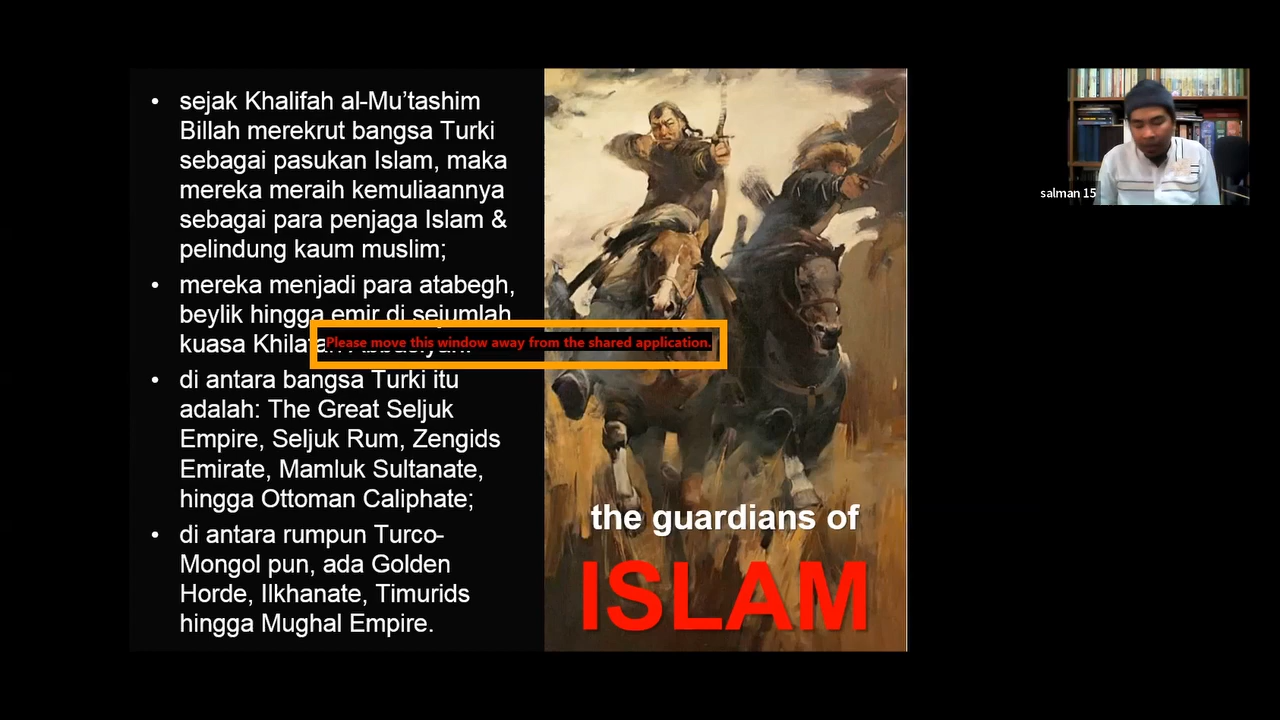 • sejak Khalifah al-Mu’tashim
Billah merekrut bangsa Turki
sebagai pasukan Islam, maka
mereka meraih kemuliaannya
sebagai para penjaga Islam &
pelindung kaum muslim;
• mereka menjadi para atabegh,
beylik hingga emir di sejumlah
kuasa
Please move this window away from the shared application.
• di antara bangsa Turki itu
adalah: The Great Seljuk
Empire, Seljuk Rum, Zengids
Emirate, Mamluk Sultanate,
hingga Ottoman Caliphate;
• di antara rumpun Turco-
Mongol pun, ada Golden
Horde, Ilkhanate, Timurids
hingga Mughal Empire.
the guardians of
ISLAM
salman 15